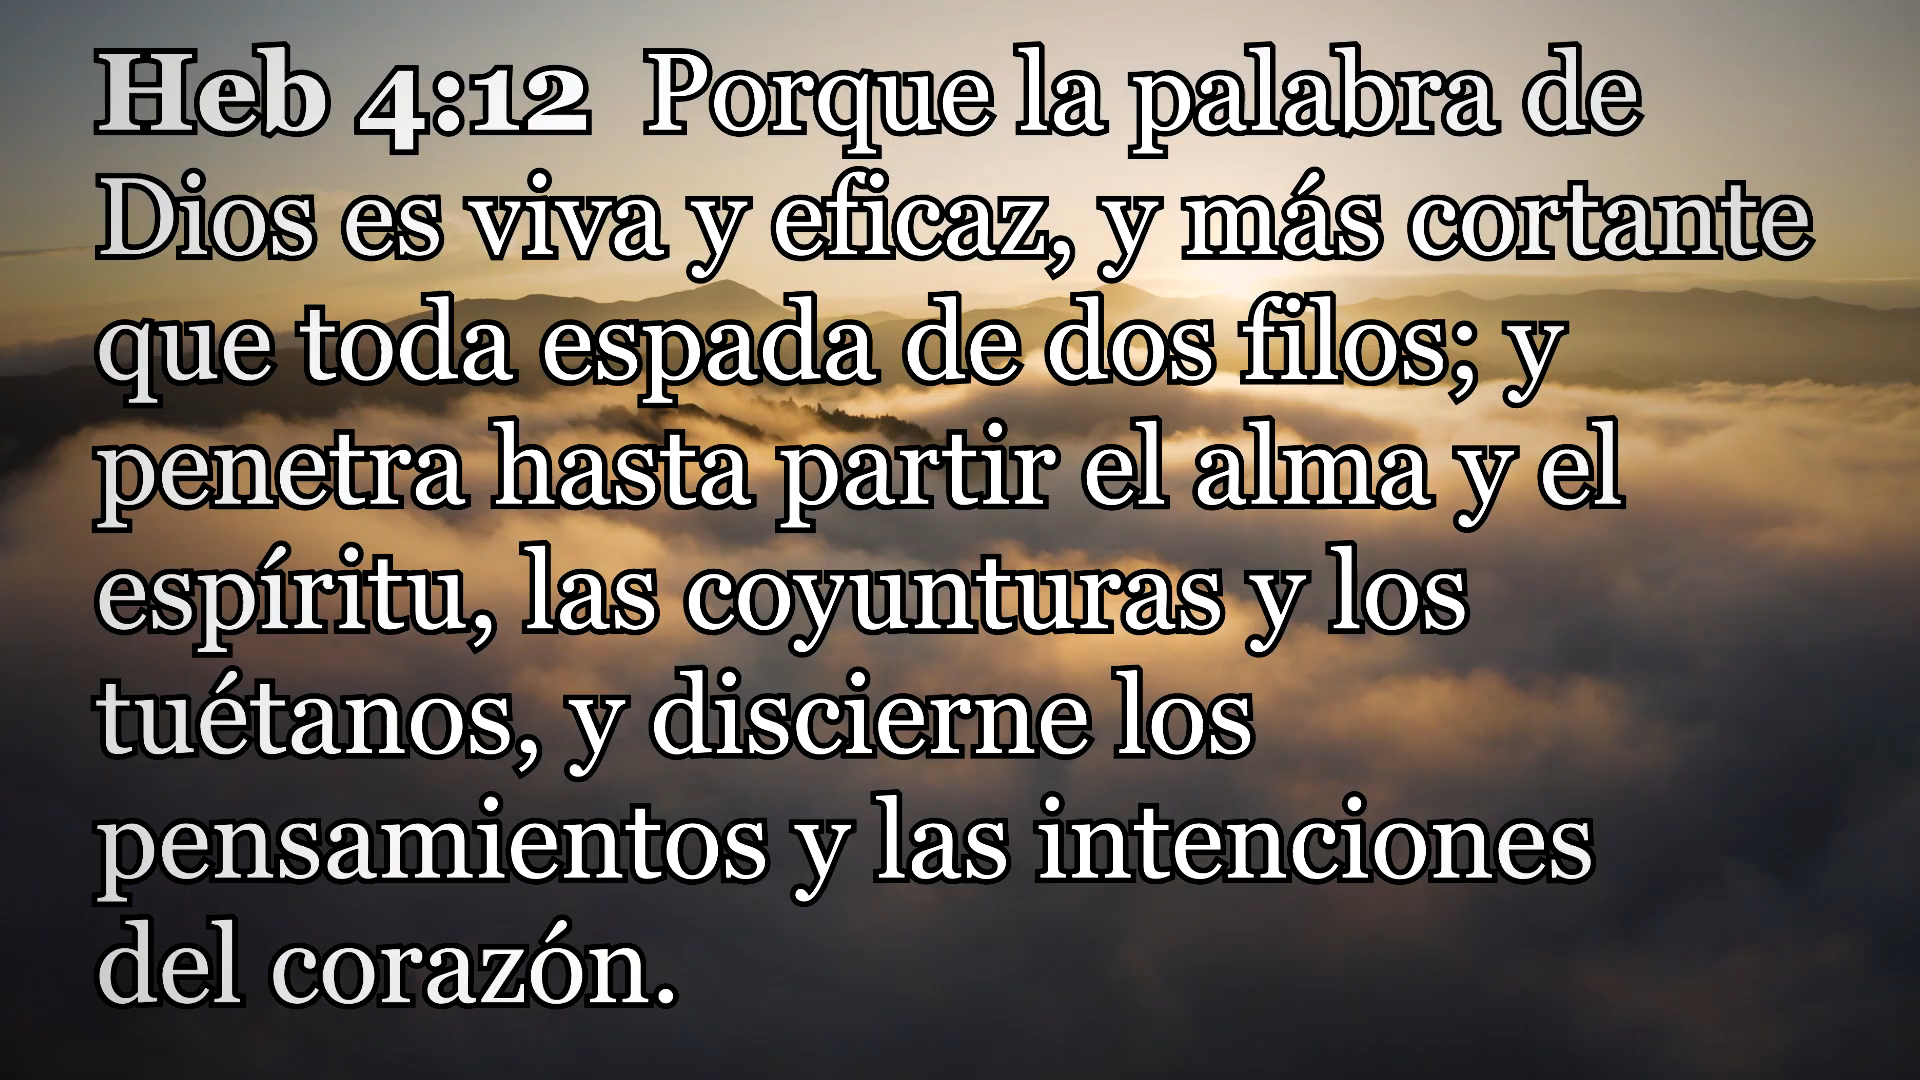 Heb 4:12 Porque la palabra de
Dios es viva y eficaz, y más cortante
que toda espada de dos filos; y
penetra hasta partir el alma y el
espíritu, las coyunturas y los
tuétanos, y discierne los
pensamientos y las intenciones
del corazón.